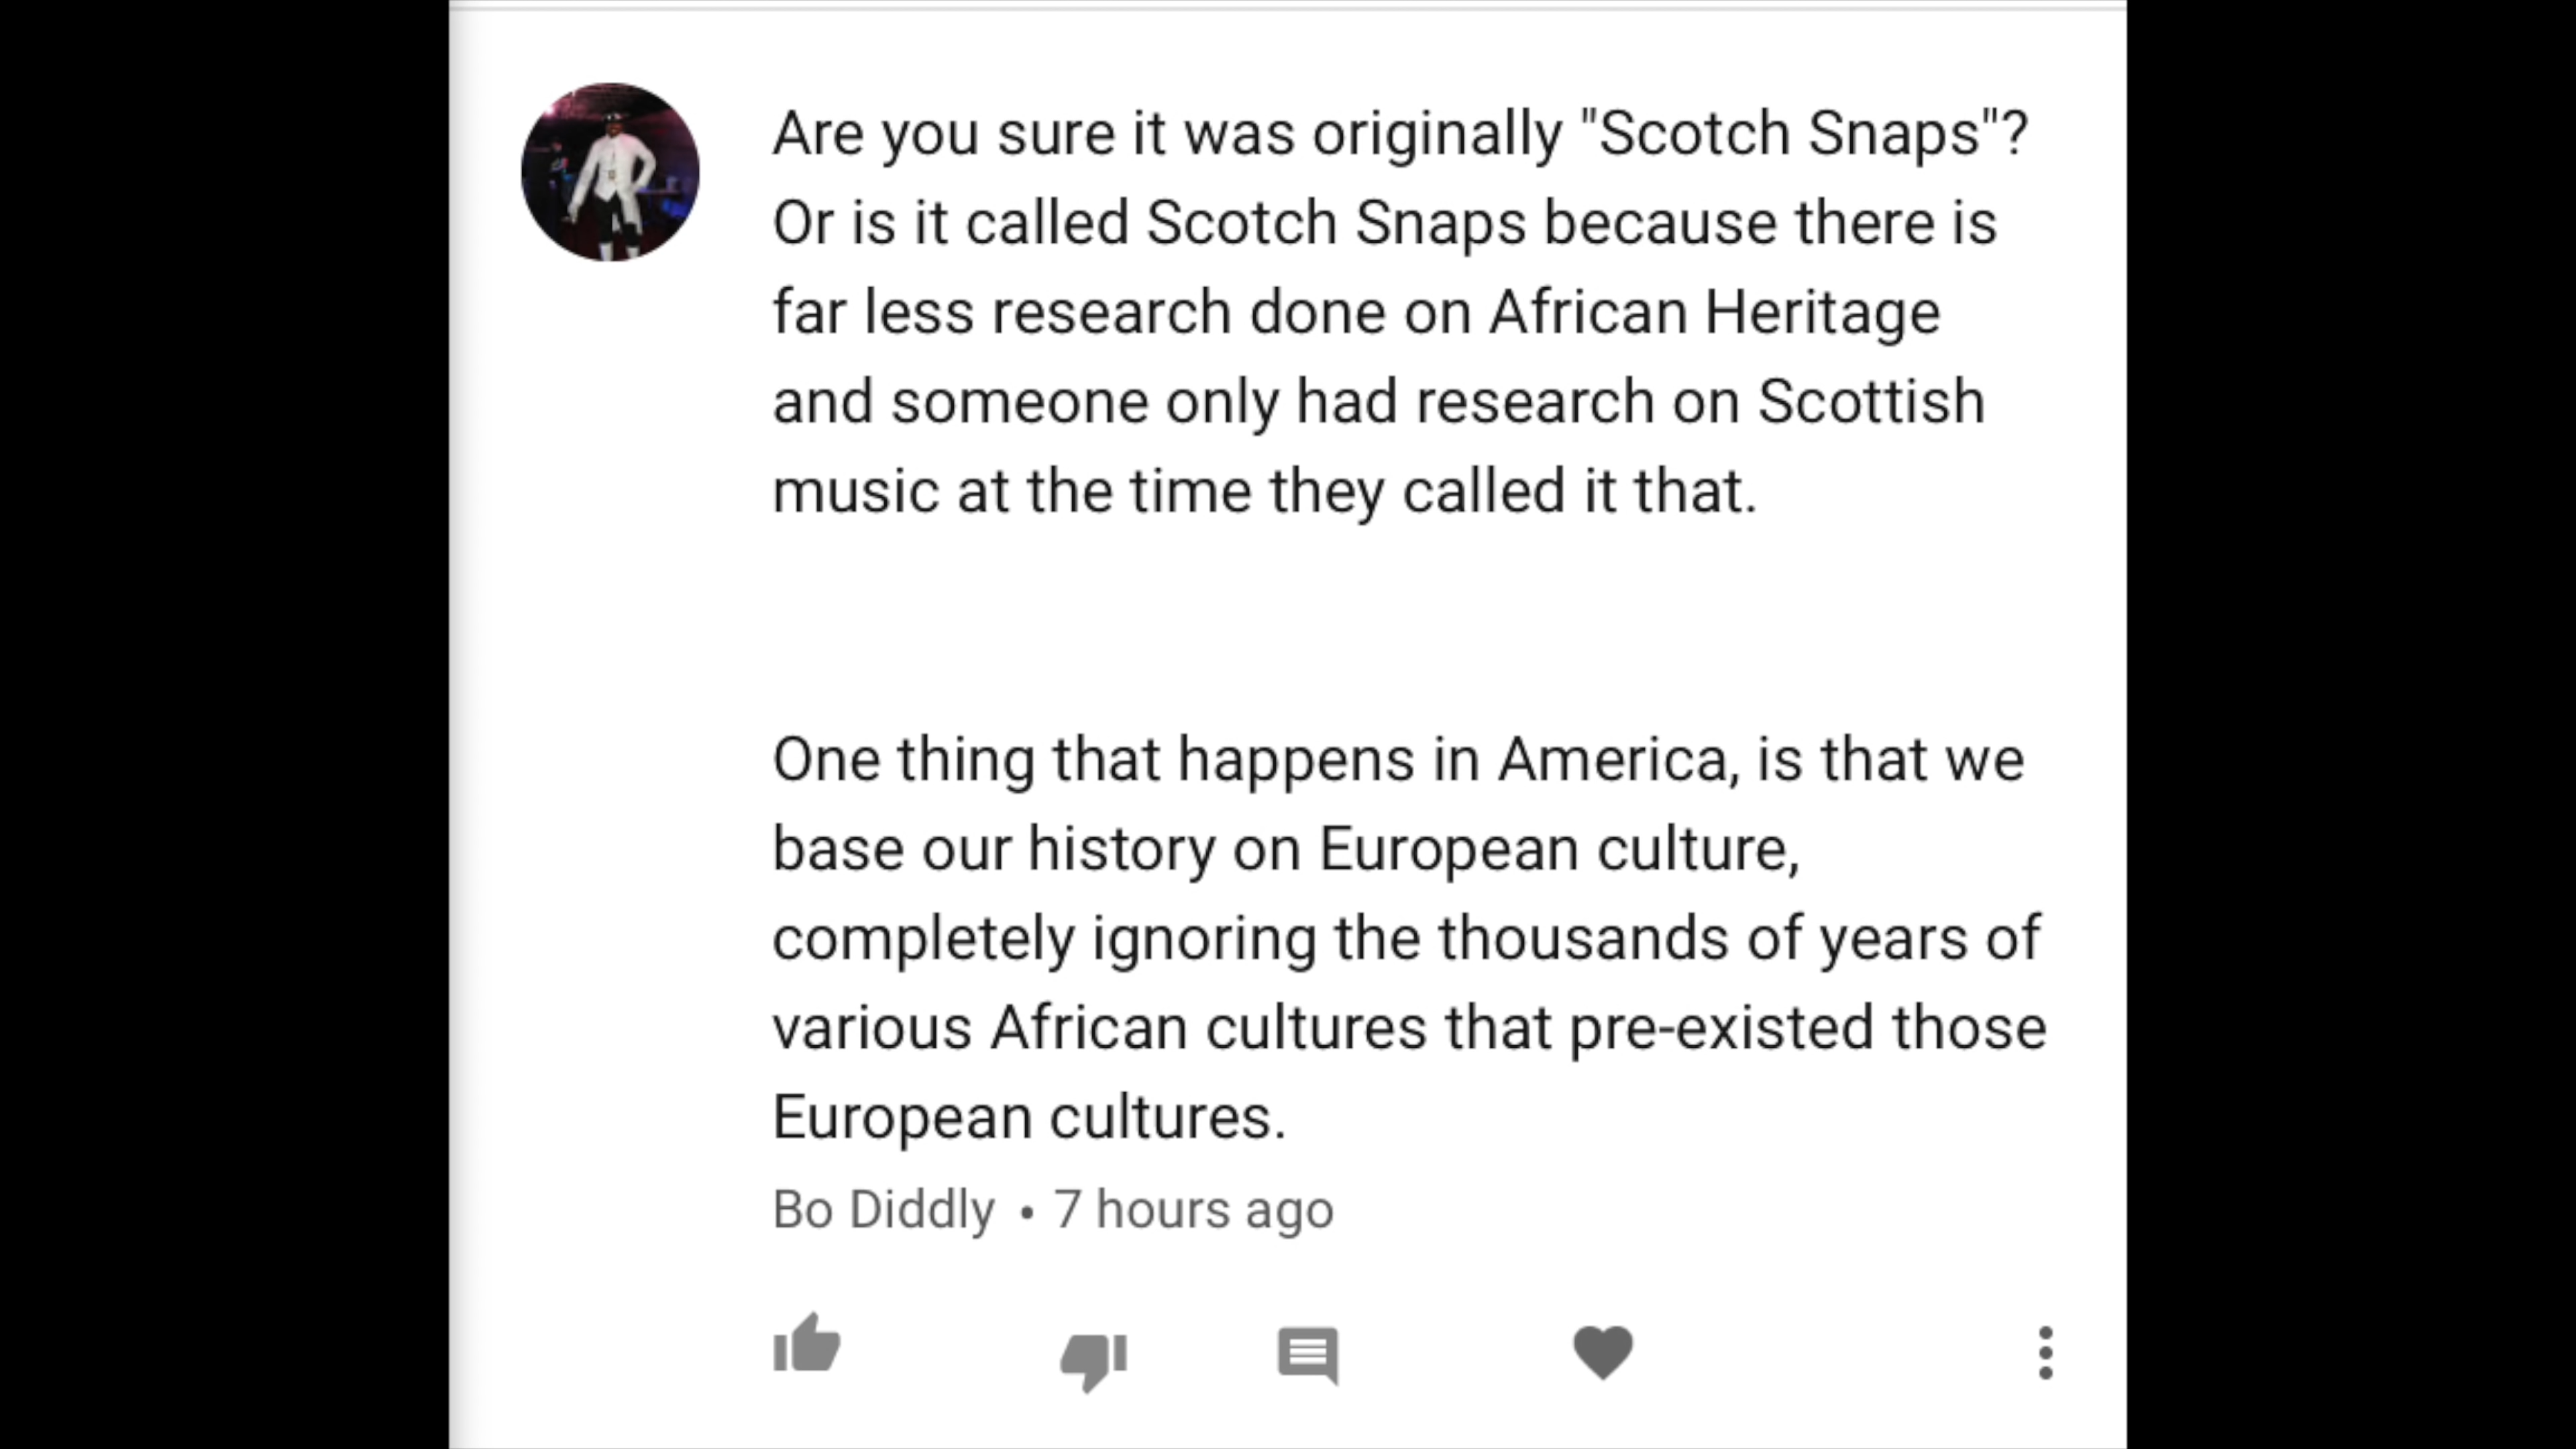 Are you sure it was originally "Scotch Snaps"?
Or is it called Scotch Snaps because there is
far less research done on African Heritage
and someone only had research on Scottish
music at the time they called it that.
One thing that happens in America, is that we
base our history on European culture,
completely ignoring the thousands of years of
various African cultures that pre-existed those
European cultures.
Bo Diddly • 7 hours ago